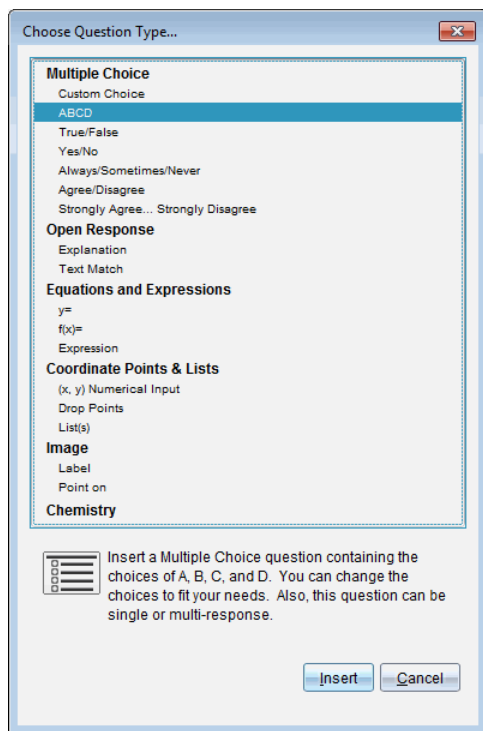 Choose Question Type...
Multiple Choice
Custom Choice
ABCD
True/False
Yes/No
Always/Sometimes/Never
Agree/Disagree
Strongly Agree... Strongly Disagree
Open Response
Explanation
Text Match
Equations and Expressions
y=
f(x)=
Expression
Coordinate Points & Lists
(x, y) Numerical Input
Drop Points
List(s)
Image
Label
Point on
Chemistry
Insert a Multiple Choice question containing the
choices of A, B, C, and D. You can change the
choices to fit your needs. Also, this question can be
single or multi-response.
Insert Cancel